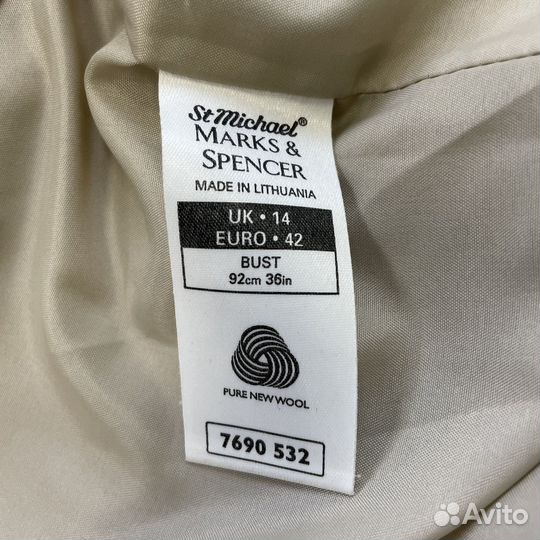 St Michael®
MARKS &
SPENCER
MADE IN LITHUANIA
UK • 14
EURO • 42
BUST
92cm 36in
PURE NEW WOOL
7690 532
Avito